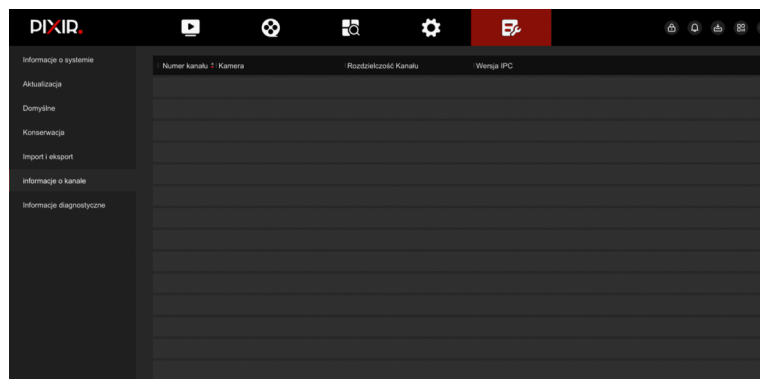 PIXIR.
Informacje o systemie
Aktualizacja
Domyślne
Konserwacja
Import i eksport
informacje o kanale
Informacje diagnostyczne
Numer kanału Kamera Rozdzielczość Kanału Wersja IPC